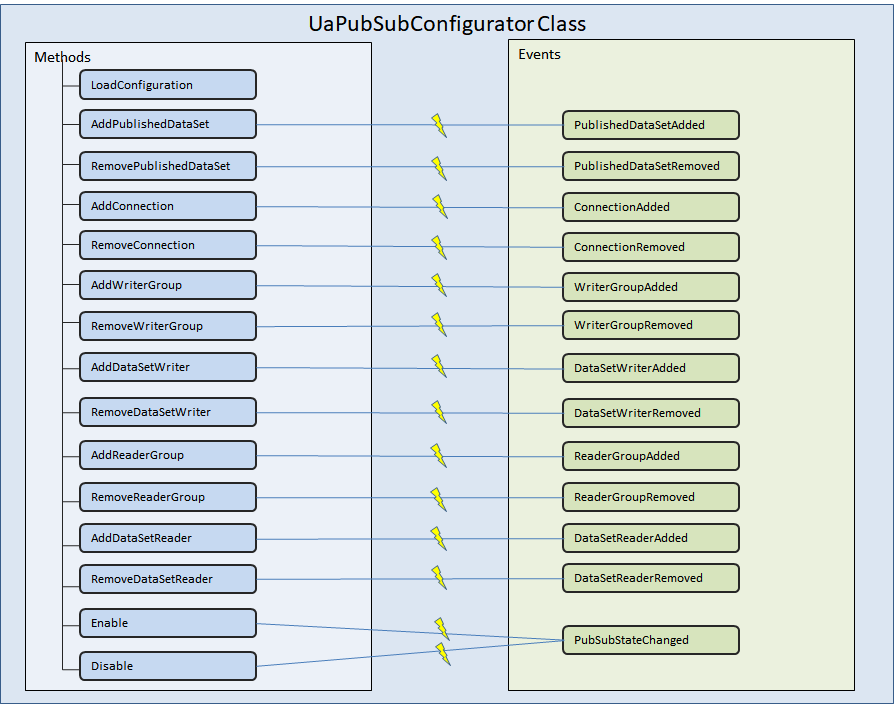 UaPubSubConfigurator Class
Methods
Events
LoadConfiguration
AddPublishedDataSet
PublishedDataSetAdded
RemovePublishedDataSet
PublishedDataSetRemoved
AddConnection
ConnectionAdded
RemoveConnection
ConnectionRemoved
AddWriterGroup
WriterGroupAdded
RemoveWriterGroup
WriterGroupRemoved
AddDataSetWriter
DataSetWriterAdded
RemoveDataSetWriter
DataSetWriterRemoved
AddReaderGroup
ReaderGroupAdded
RemoveReaderGroup
ReaderGroupRemoved
AddDataSetReader
DataSetReaderAdded
RemoveDataSetReader
DataSetReaderRemoved
Enable
PubSubStateChanged
Disable